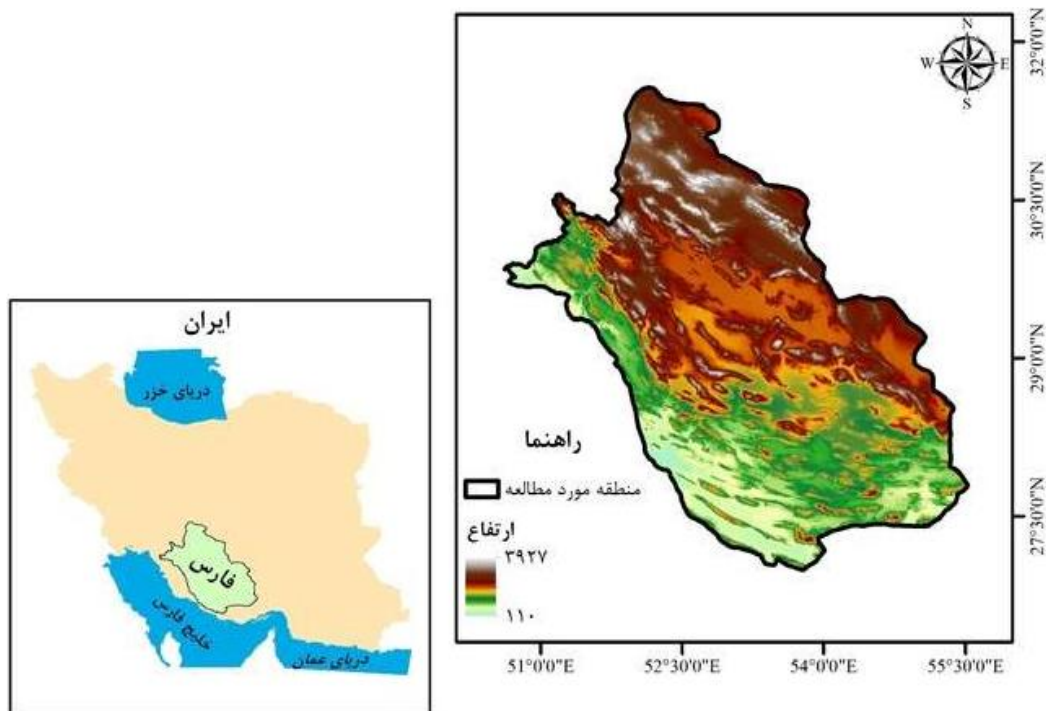 ایران
دریای خزر
فارس
خلیج فارس
دریای عمان
N
W E
S
32°0'0"N
30°30'0"N
29°0'0"N
27°30'0"N
راهنما
منطقه مورد مطالعه
ارتفاع
۳۹۲۷
۱۱۰
51°0'0"E 52°30'0"E 54°0'0"E 55°30'0"E